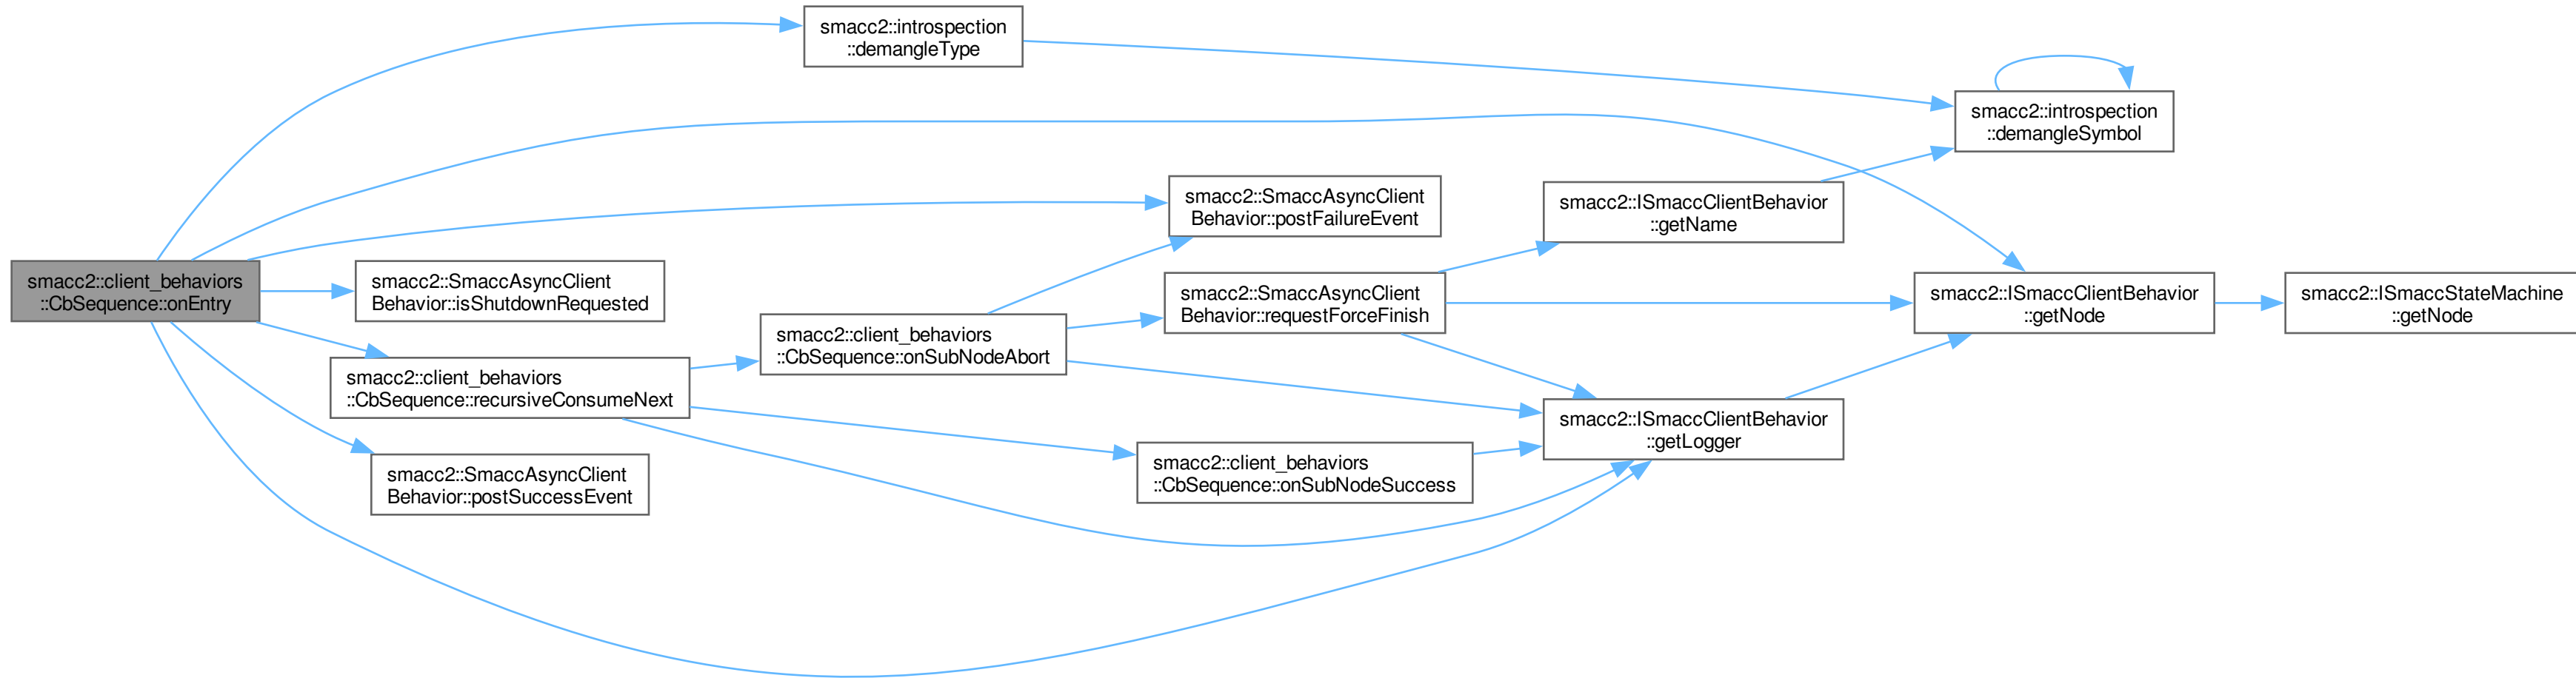 smacc2::client_behaviors
::CbSequence::onEntry
smacc2::introspection
::demangleType
smacc2::introspection
::demangleSymbol
smacc2::SmaccAsyncClient
Behavior::postFailureEvent
smacc2::ISmaccClientBehavior
::getName
smacc2::SmaccAsyncClient
Behavior::isShutdownRequested
smacc2::SmaccAsyncClient
Behavior::requestForceFinish
smacc2::ISmaccClientBehavior
::getNode
smacc2::ISmaccStateMachine
::getNode
smacc2::client_behaviors
::CbSequence::onSubNodeAbort
smacc2::client_behaviors
::CbSequence::recursiveConsumeNext
smacc2::ISmaccClientBehavior
::getLogger
smacc2::client_behaviors
::CbSequence::onSubNodeSuccess
smacc2::SmaccAsyncClient
Behavior::postSuccessEvent